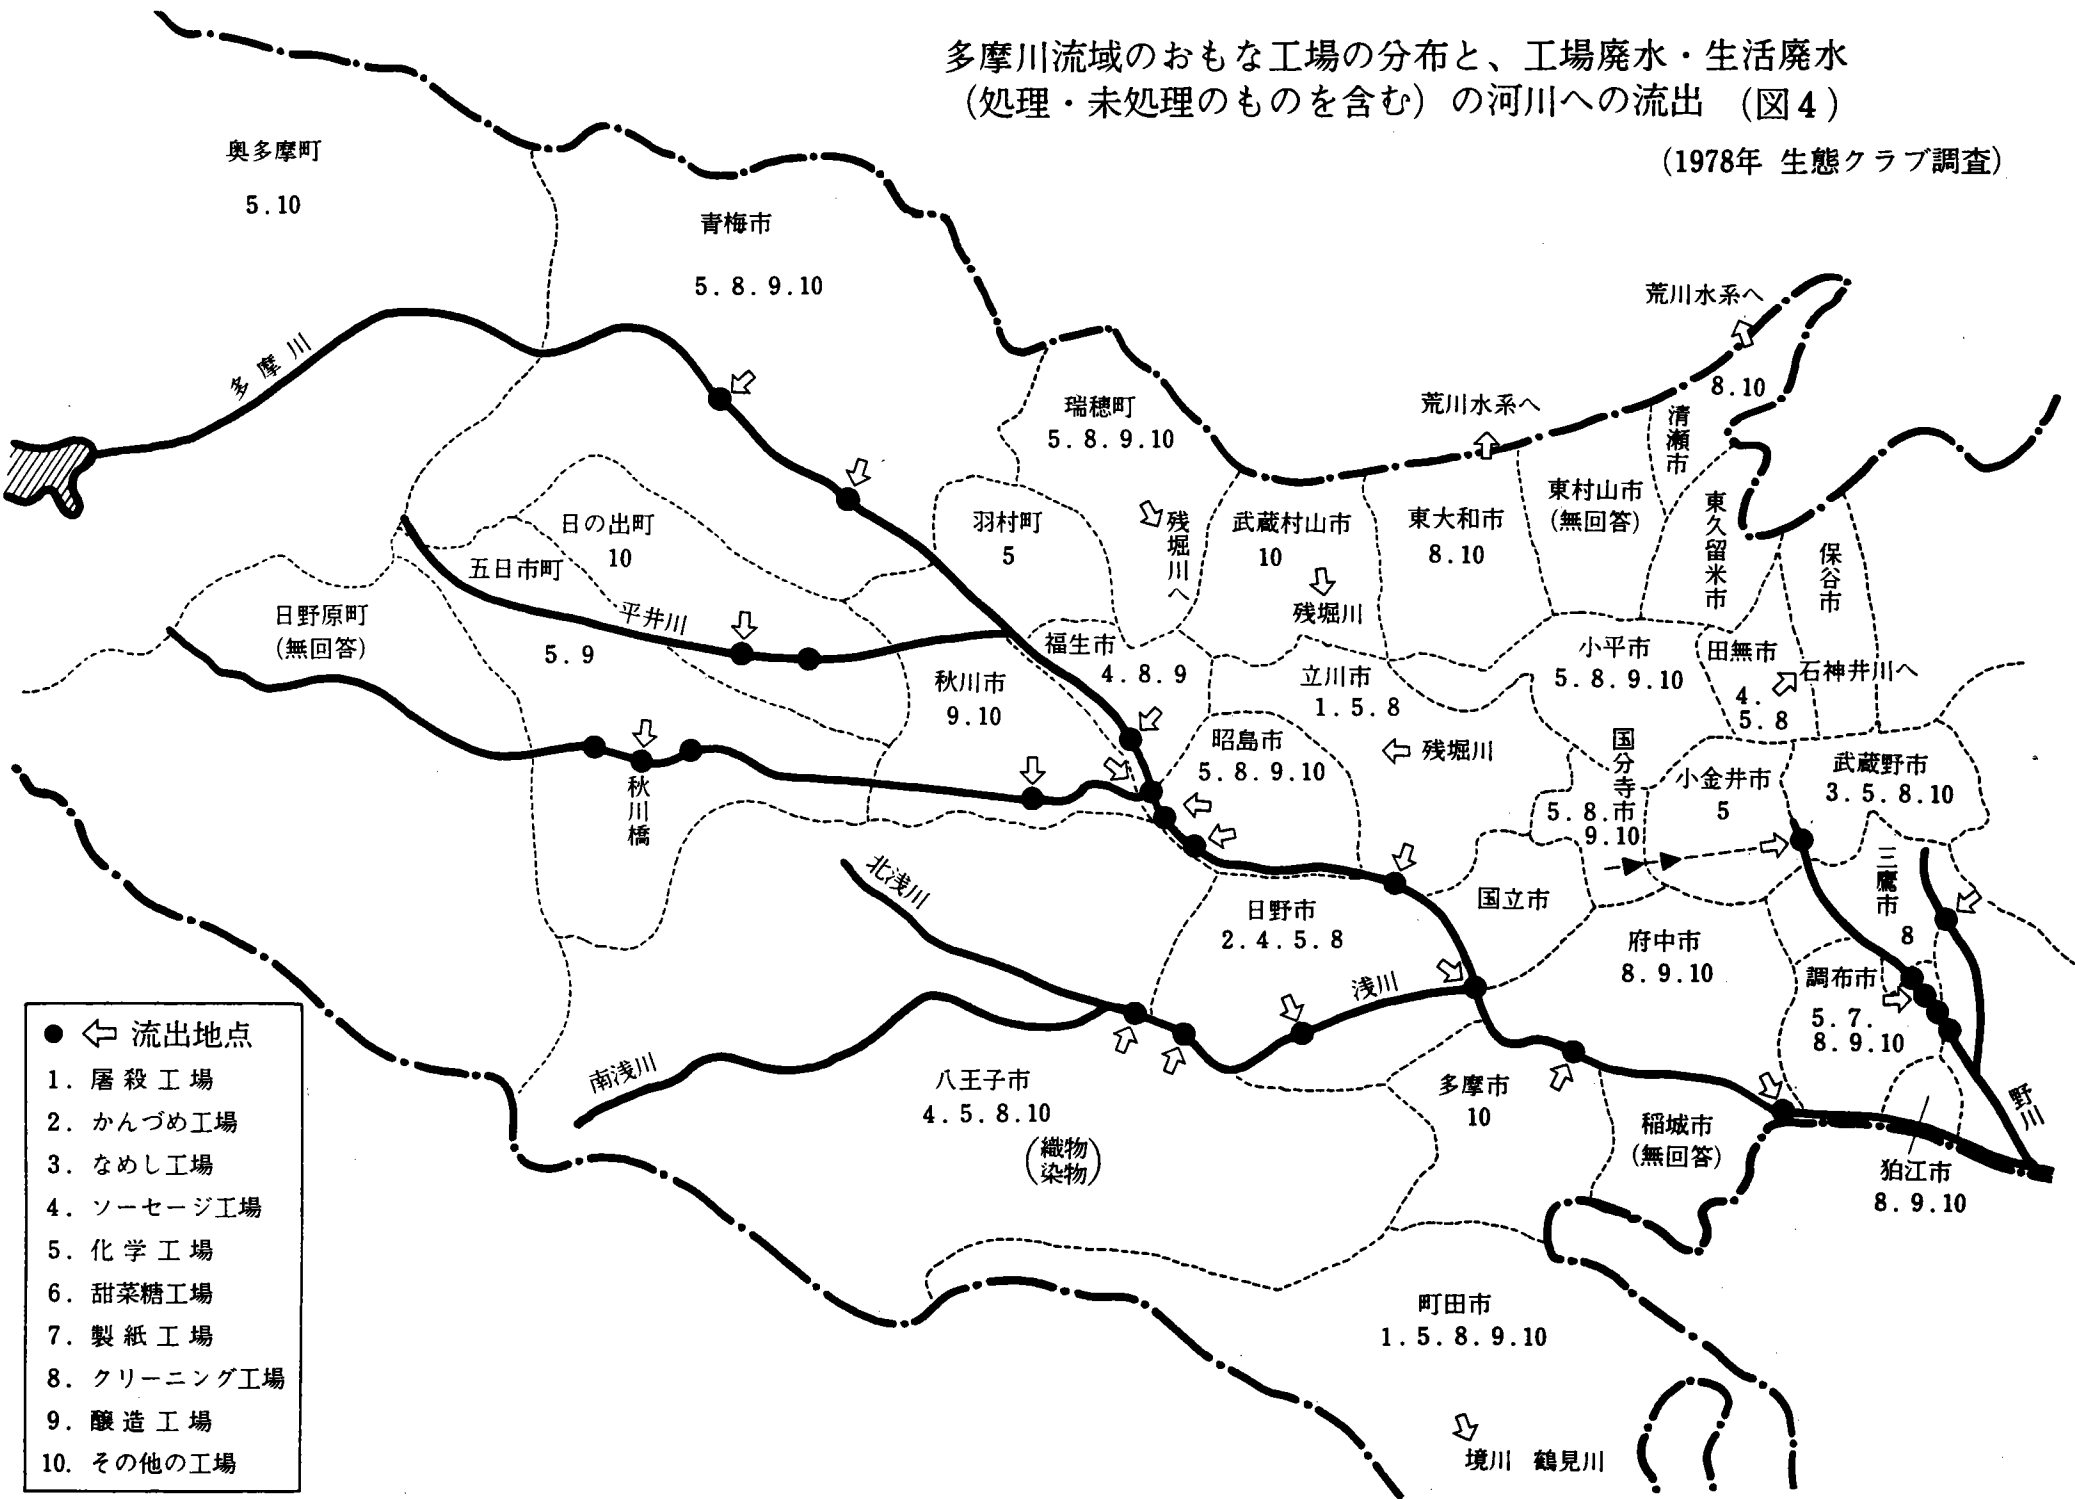 多摩川流域のおもな工場の分布と、工場廃水・生活廃水
(処理・未処理のものを含む)の河川への流出 (図4)
(1978年 生態クラブ調査)
奥多摩町
5.10
青梅市
5.8.9.10
多摩川
荒川水系へ
8.10
清瀬市
荒川水系へ
瑞穂町
5.8.9.10
残堀川へ
羽村町
5
武蔵村山市
10
残堀川
東大和市
8.10
東村山市
(無回答)
東久留米市
保谷市
日の出町
10
五日市町
5.9
平井川
日野原町
(無回答)
秋川市
9.10
福生市
4.8.9
立川市
1.5.8
小平市
5.8.9.10
田無市
4.
5.8
石神井川へ
昭島市
5.8.9.10
残堀川
国分寺市
5.8.
9.10
小金井市
5
武蔵野市
3.5.8.10
秋川橋
北浅川
日野市
2.4.5.8
国立市
三鷹市
8
府中市
8.9.10
調布市
5.7.
8.9.10
浅川
南浅川
八王子市
4.5.8.10
(織物
染物)
多摩市
10
稲城市
(無回答)
野川
狛江市
8.9.10
町田市
1.5.8.9.10
境川 鶴見川
● ⇦ 流出地点
1. 屠殺工場
2. かんづめ工場
3. なめし工場
4. ソーセージ工場
5. 化学工場
6. 甜菜糖工場
7. 製紙工場
8. クリーニング工場
9. 醸造工場
10. その他の工場